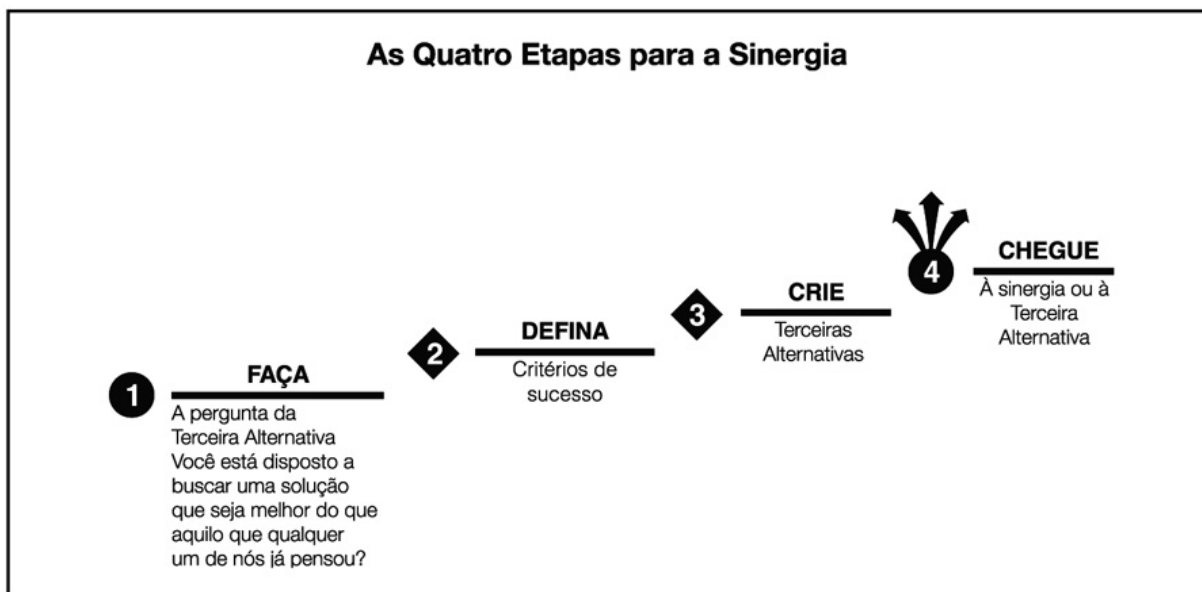 As Quatro Etapas para a Sinergia
1
FAÇA
A pergunta da
Terceira Alternativa
Você está disposto a
buscar uma solução
que seja melhor do que
aquilo que qualquer
um de nós já pensou?
2
DEFINA
Critérios de
sucesso
3
CRIE
Terceiras
Alternativas
4
CHEGUE
À sinergia ou à
Terceira
Alternativa